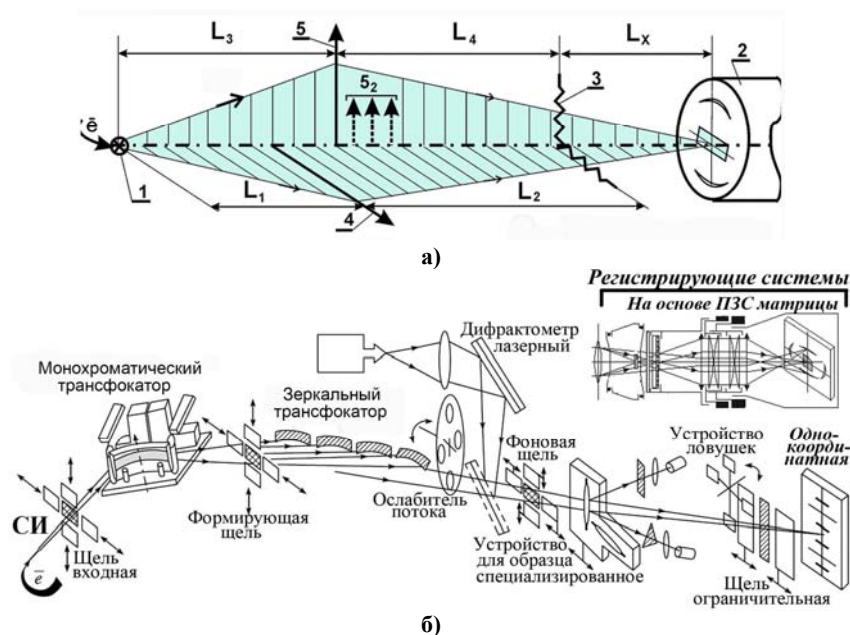 L₃ 5 L₄ Lₓ 2
5₂ 3
ē
1 L₁ 4 L₂
а)
Регистрирующие системы
На основе ПЗС матрицы
Дифрактометр
лазерный
Монохроматический
трансфокатор
Зеркальный
трансфокатор
Фоновая
щель
Устройство
ловушек
Одно-
коорди-
натная
Ослабитель
потока
СИ
Формирующая
щель
Щель
входная
Устройство
для образца
специализированное
Щель
ограничительная
e̅
б)